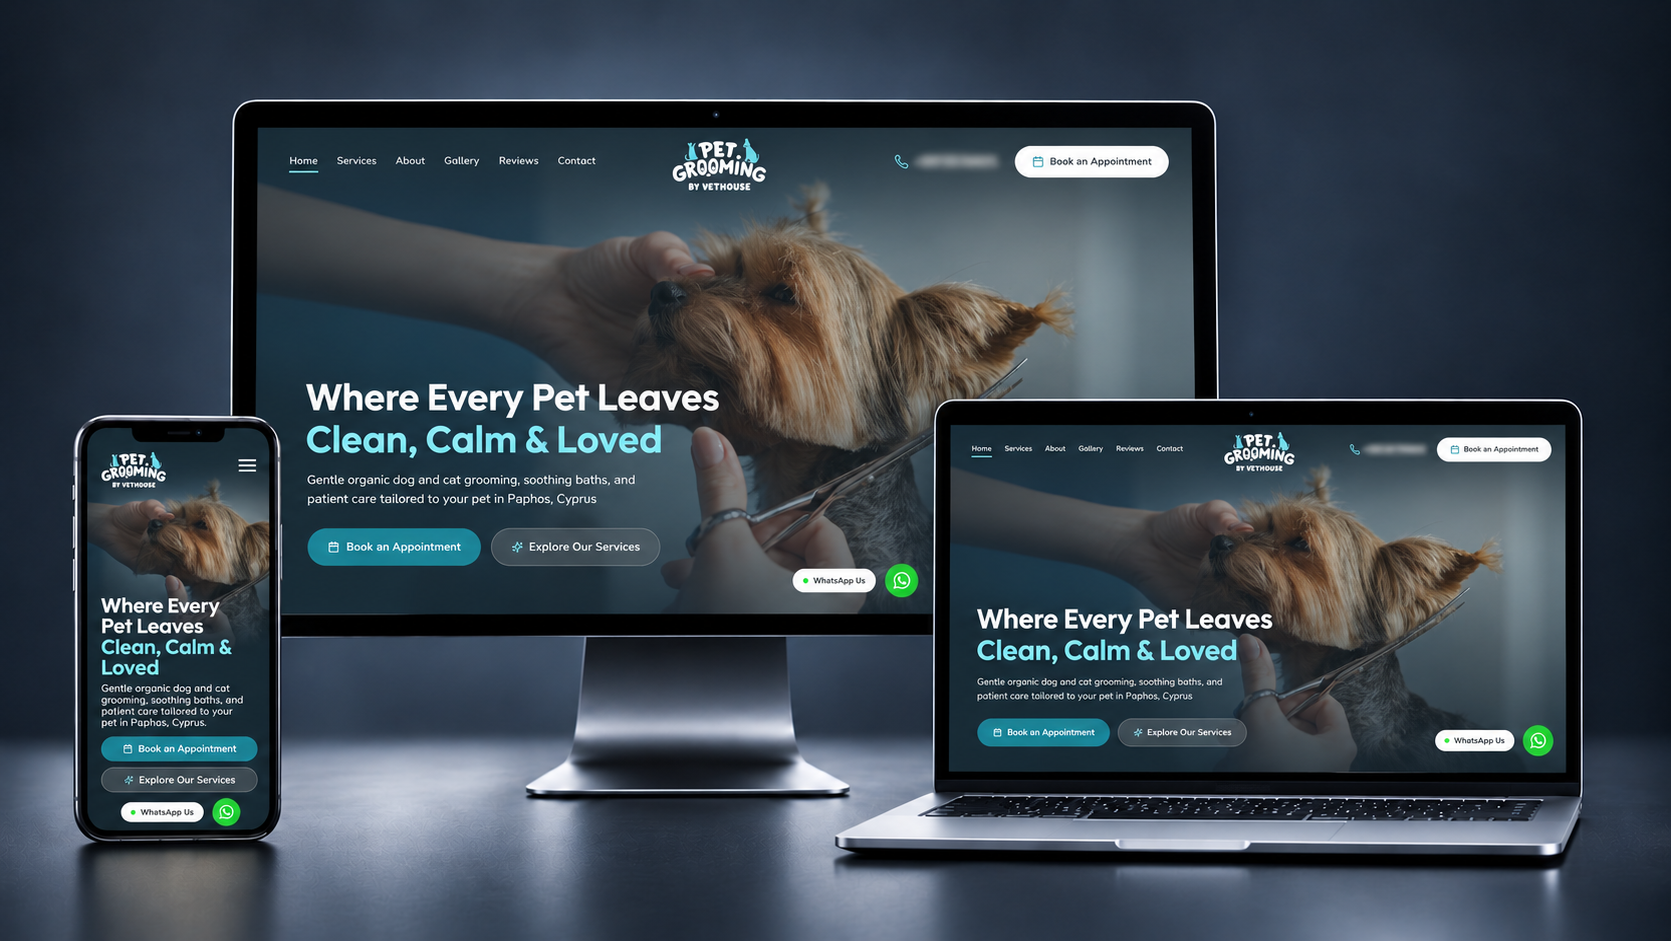 Home Services About Gallery Reviews Contact
PET.
GROOMING
BY VETHOUSE
Book an Appointment
Where Every Pet Leaves
Clean, Calm & Loved
Gentle organic dog and cat grooming, soothing baths, and
patient care tailored to your pet in Paphos, Cyprus
Book an Appointment
Explore Our Services
WhatsApp Us
PET.
GROOMING
BY VETHOUSE
Where Every
Pet Leaves
Clean, Calm &
Loved
Gentle organic dog and cat
grooming, soothing baths, and
patient care tailored to your
pet in Paphos, Cyprus.
Book an Appointment
Explore Our Services
WhatsApp Us
Home Services About Gallery Reviews Contact
PET.
GROOMING
BY VETHOUSE
Book an Appointment
Where Every Pet Leaves
Clean, Calm & Loved
Gentle organic dog and cat grooming, soothing baths, and
patient care tailored to your pet in Paphos, Cyprus
Book an Appointment
Explore Our Services
WhatsApp Us